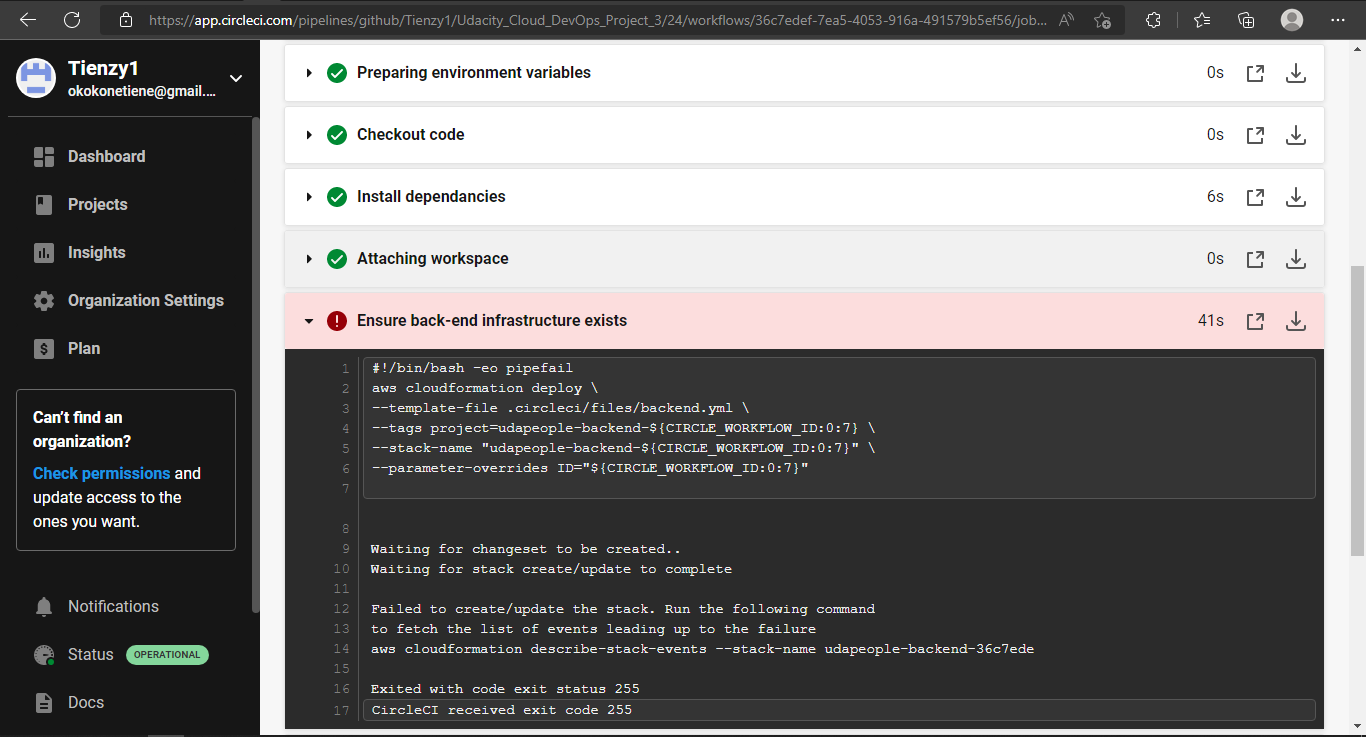 https://app.circleci.com/pipelines/github/Tienzy1/Udacity_Cloud_DevOps_Project_3/24/workflows/36c7edef-7ea5-4053-916a-491579b5ef56/job...
Tienzy1
okokonetiene@gmail....
Dashboard
Projects
Insights
Organization Settings
Plan
Can't find an
organization?
Check permissions and
update access to the
ones you want.
Notifications
Status OPERATIONAL
Docs
Preparing environment variables 0s
Checkout code 0s
Install dependancies 6s
Attaching workspace 0s
Ensure back-end infrastructure exists 41s
1 #!/bin/bash -eo pipefail
2 aws cloudformation deploy \
3 --template-file .circleci/files/backend.yml \
4 --tags project=udapeople-backend-${CIRCLE_WORKFLOW_ID:0:7} \
5 --stack-name "udapeople-backend-${CIRCLE_WORKFLOW_ID:0:7}" \
6 --parameter-overrides ID="${CIRCLE_WORKFLOW_ID:0:7}"
7
8
9 Waiting for changeset to be created..
10 Waiting for stack create/update to complete
11
12 Failed to create/update the stack. Run the following command
13 to fetch the list of events leading up to the failure
14 aws cloudformation describe-stack-events --stack-name udapeople-backend-36c7ede
15
16 Exited with code exit status 255
17 CircleCI received exit code 255